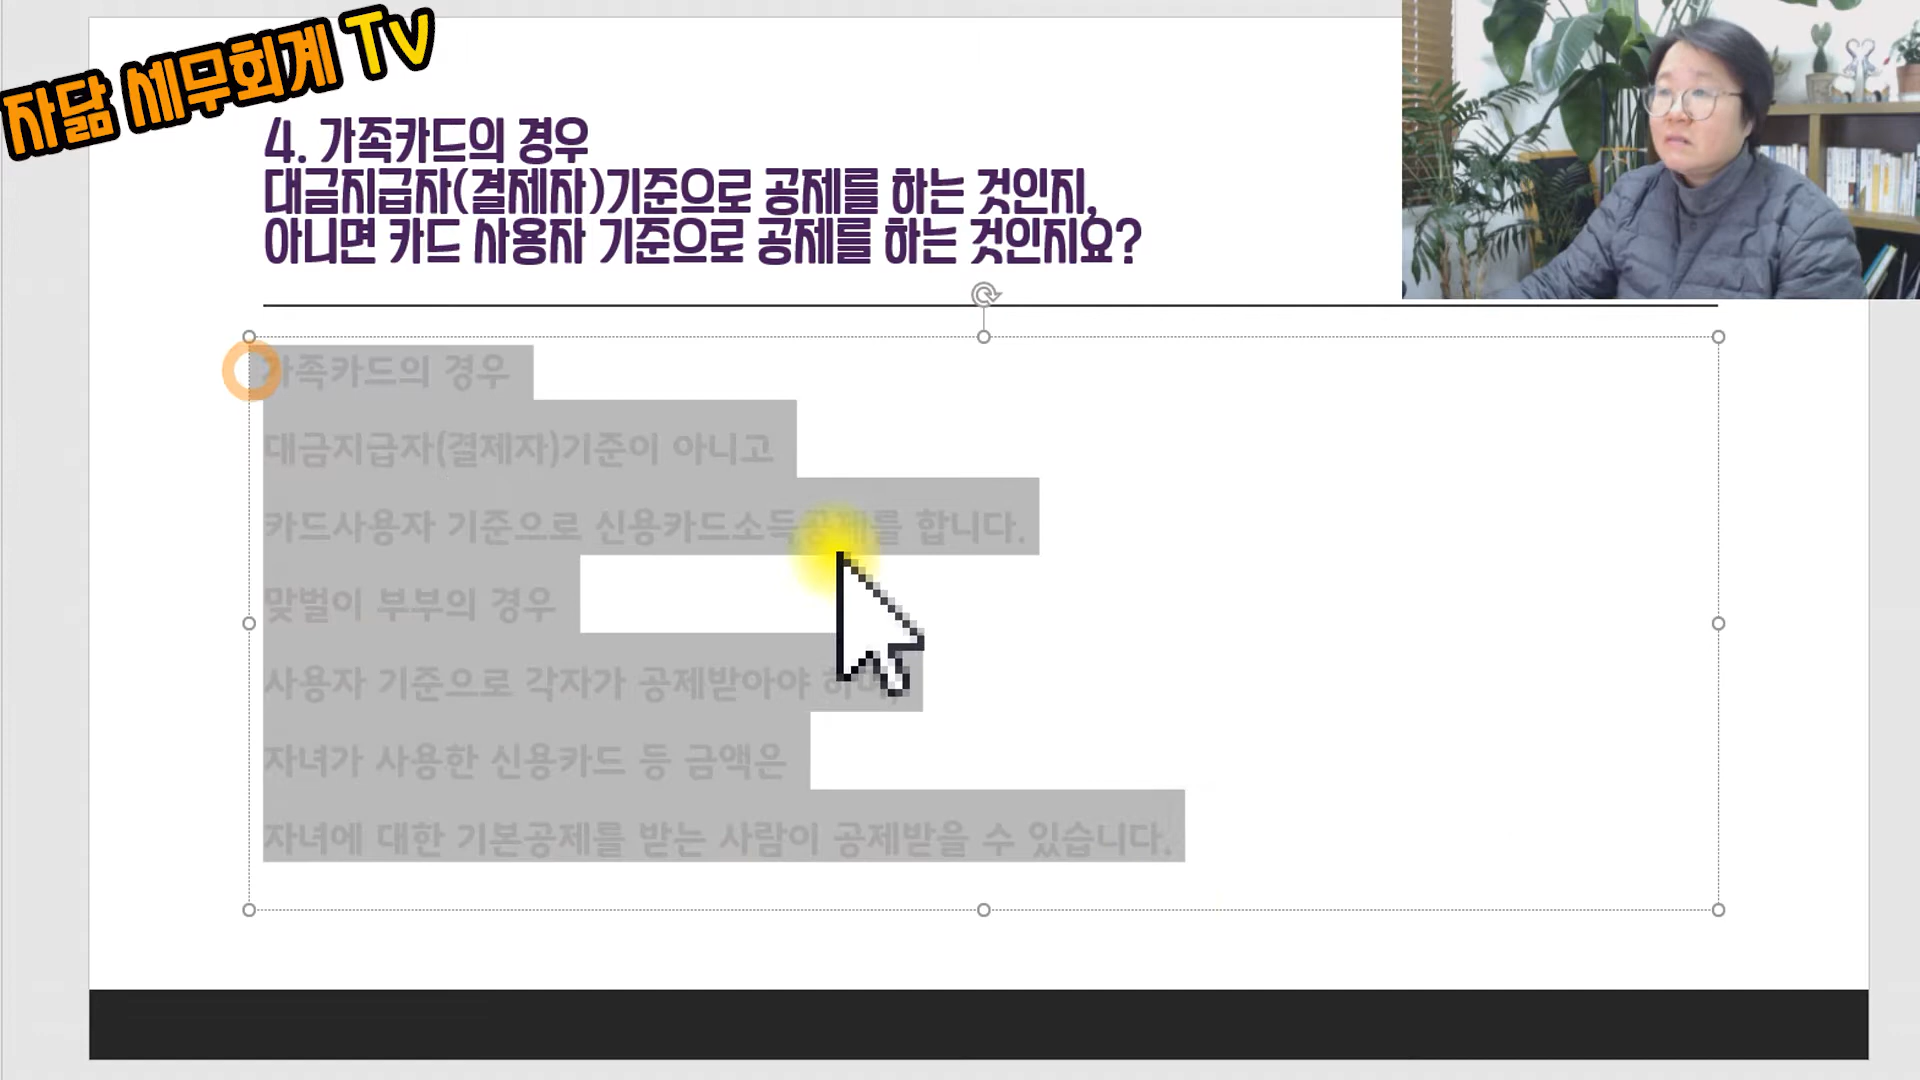 자닮 세무회계 TV
4. 가족카드의 경우
대금지급자(결제자)기준으로 공제를 하는 것인지,
아니면 카드 사용자 기준으로 공제를 하는 것인지요?
가족카드의 경우
대금지급자(결제자)기준이 아니고
카드사용자 기준으로 신용카드소득공제를 합니다.
맞벌이 부부의 경우
사용자 기준으로 각자가 공제받아야 하며,
자녀가 사용한 신용카드 등 금액은
자녀에 대한 기본공제를 받는 사람이 공제받을 수 있습니다.